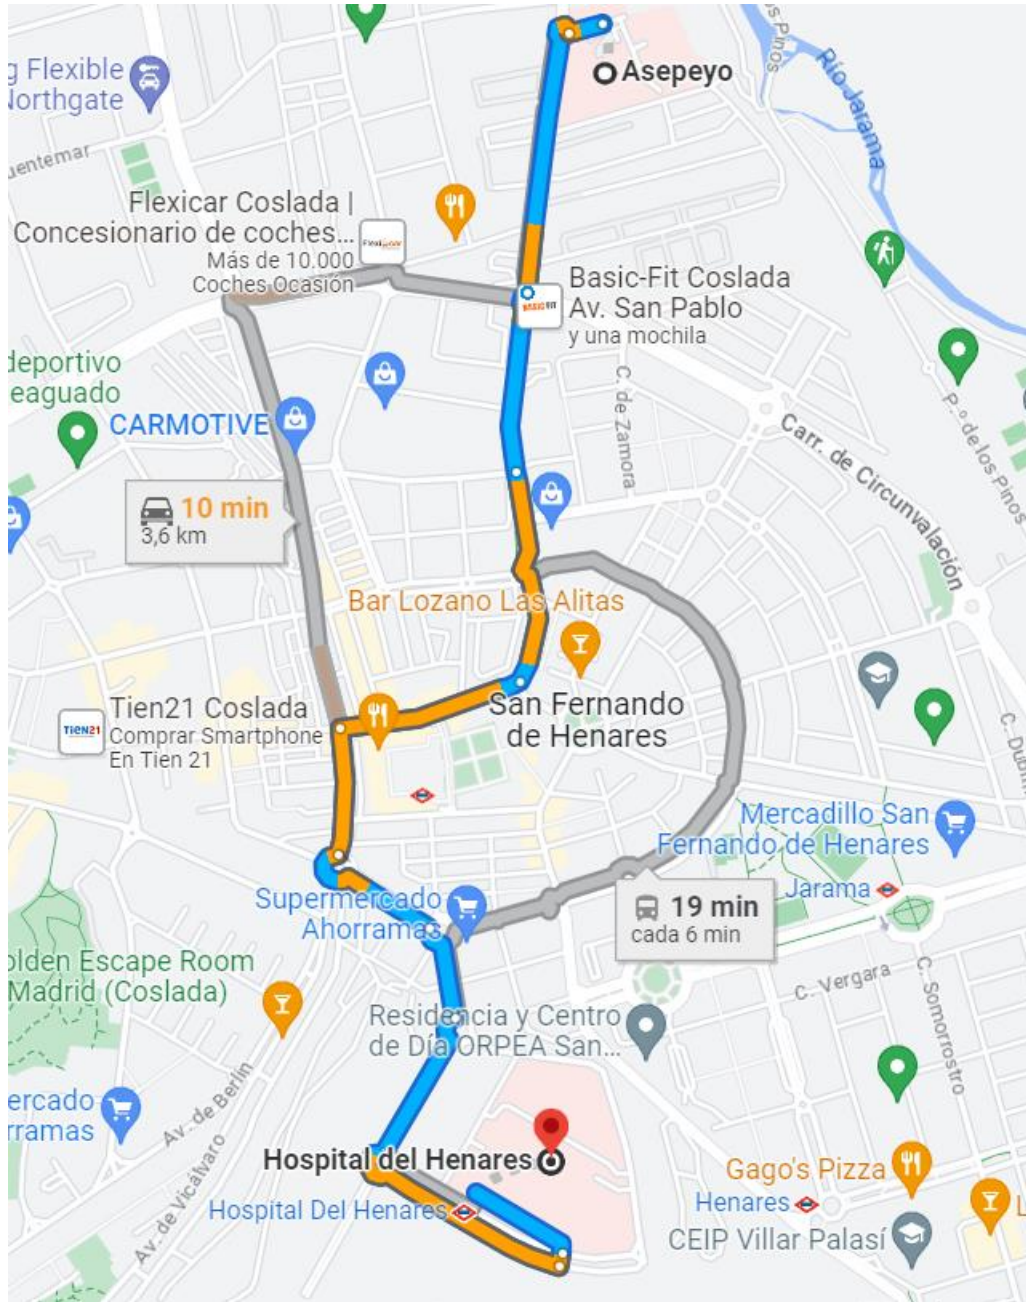 Asepeyo
g Flexible
Northgate
Río Jarama
Flexicar Coslada |
Concesionario de coches...
Más de 10.000
Coches Ocasión
Basic-Fit Coslada
Av. San Pablo
y una mochila
BASIC FIT
deportivo
eaguado
CARMOTIVE
C. de Zamora
Carr. de Circunvalación
P.º de los Pinos
10 min
3,6 km
Bar Lozano Las Alitas
Tien21 Coslada
Comprar Smartphone
En Tien 21
TIEN21
San Fernando
de Henares
Mercadillo San
Fernando de Henares
Jarama
19 min
cada 6 min
Supermercado
Ahorramas
olden Escape Room
Madrid (Coslada)
C. Vergara
C. Somorrostro
Residencia y Centro
de Día ORPEA San...
ercado
rramas
Av. de Berlín
Av. de Vicálvaro
Hospital del Henares
Hospital Del Henares
Gago's Pizza
Henares
CEIP Villar Palasí
L